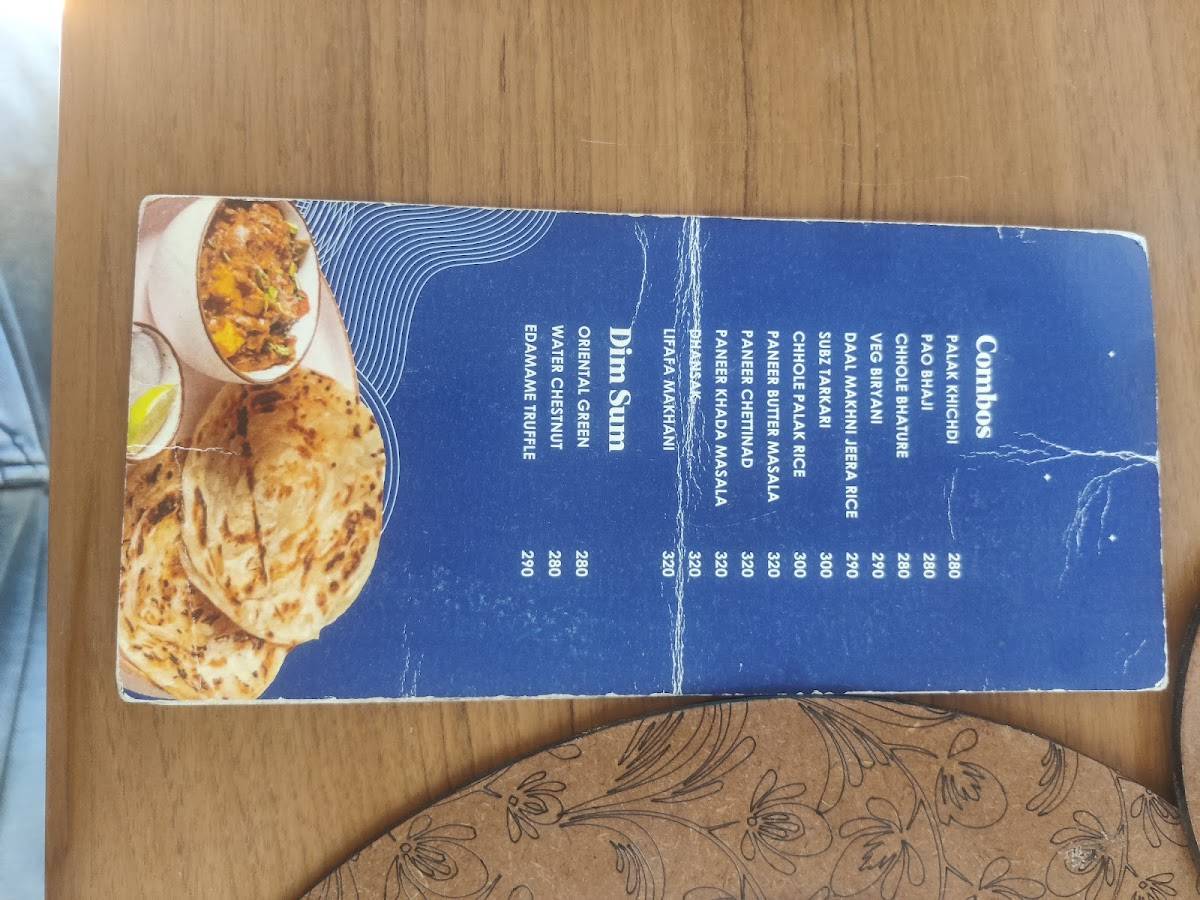 Combos
PALAK KHICHDI 280
PAO BHAJI 280
CHHOLE BHATURE 280
VEG BIRYANI 290
DAAL MAKHNI JEERA RICE 290
SUBZ TARKARI 300
CHHOLE PALAK RICE 300
PANEER BUTTER MASALA 320
PANEER CHETTINAD 320
PANEER KHADA MASALA 320
DHANSAK 320
LIFAFA MAKHANI 320
Dim Sum
ORIENTAL GREEN 280
WATER CHESTNUT 280
EDAMAME TRUFFLE 290